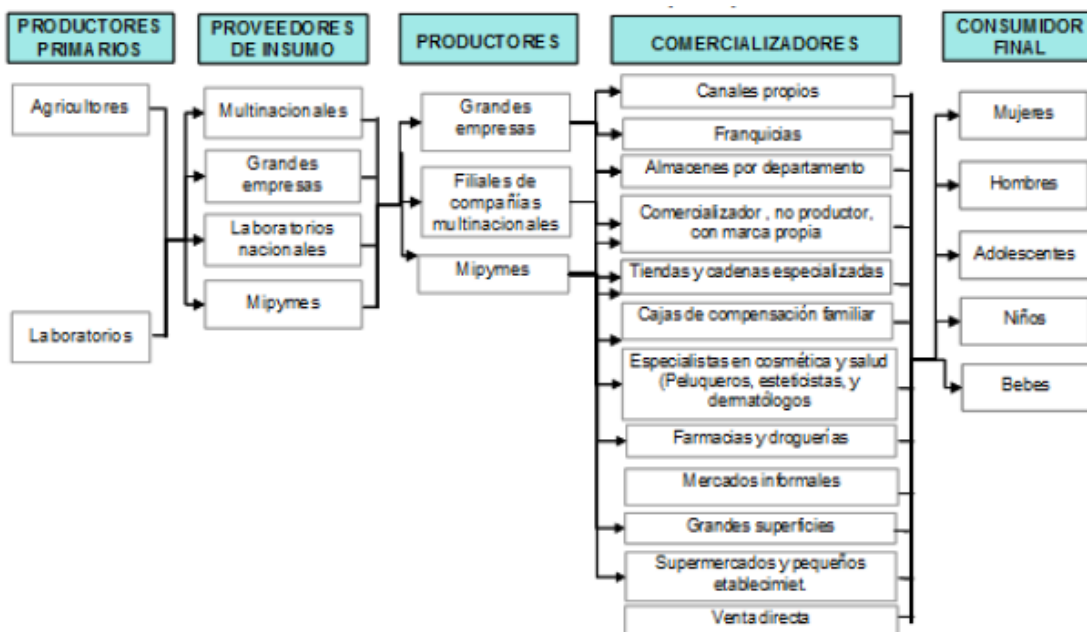 PRODUCTORES
PRIMARIOS
Agricultores
Laboratorios
PROVEEDORES
DE INSUMO
Multinacionales
Grandes
empresas
Laboratorios
nacionales
Mipymes
PRODUCTORES
Grandes
empresas
Filiales de
compañías
multinacionales
Mipymes
COMERCIALIZADORES
Canales propios
Franquicias
Almacenes por departamento
Comercializador , no productor,
con marca propia
Tiendas y cadenas especializadas
Cajas de compensación familiar
Especialistas en cosmética y salud
(Peluqueros, esteticistas, y
dermatólogos
Farmacias y droguerías
Mercados informales
Grandes superficies
Supermercados y pequeños
etablecimiet.
Venta directa
CONSUMIDOR
FINAL
Mujeres
Hombres
Adolescentes
Niños
Bebes